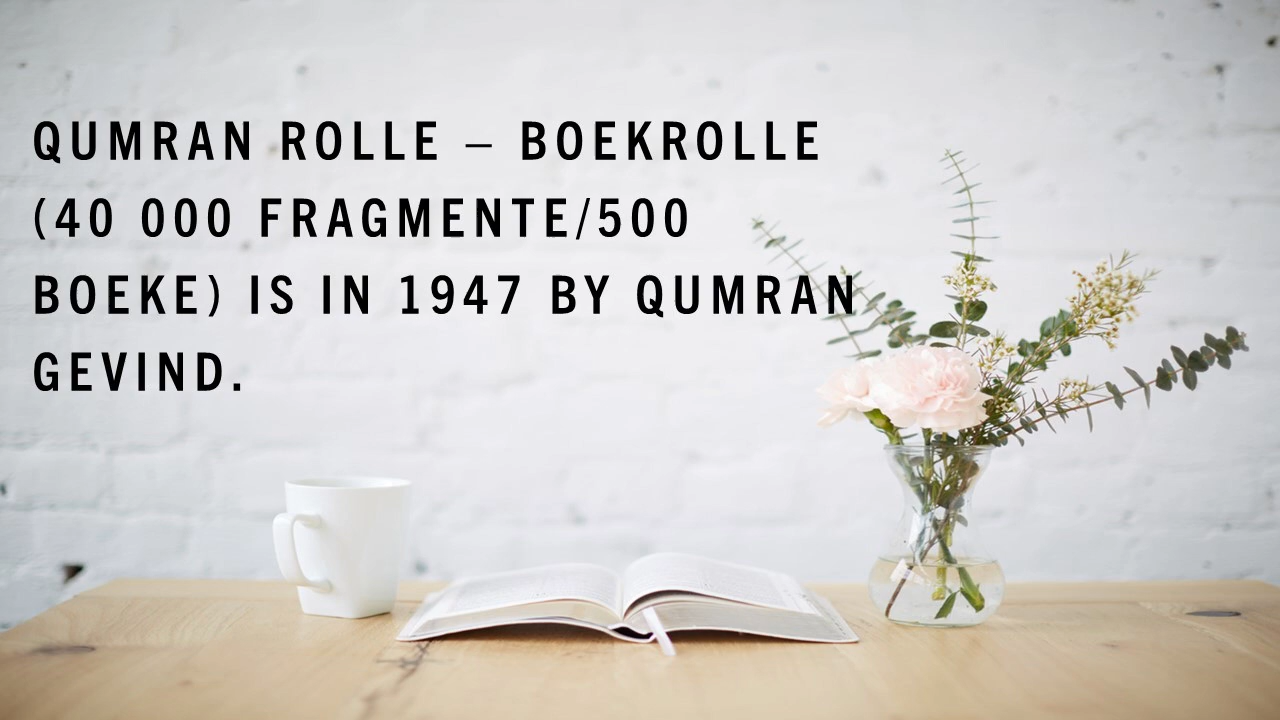 QUMRAN ROLLE – BOEKROLLE
(40 000 FRAGMENTE/500
BOEKE) IS IN 1947 BY QUMRAN
GEVIND.